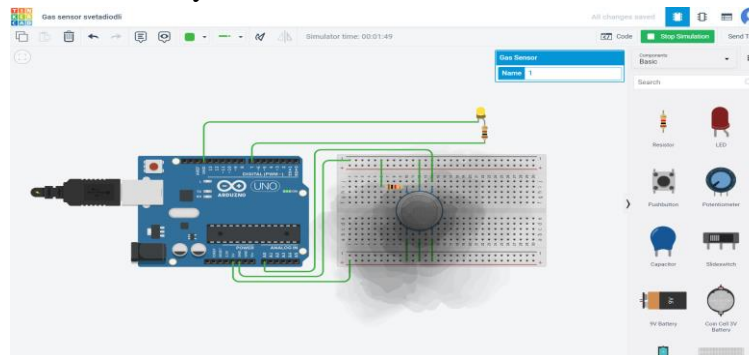 Gas sensor svetadiodli
All changes saved
Simulator time: 00:01:49
Code
Stop Simulation
Send T
Gas Sensor
Name 1
Components
Basic
Search
Resistor
LED
Pushbutton
Potentiometer
Capacitor
Slideswitch
9V Battery
Coin Cell 3V
Battery
DIGITAL (PWM~)
UNO
ARDUINO
POWER
ANALOG IN